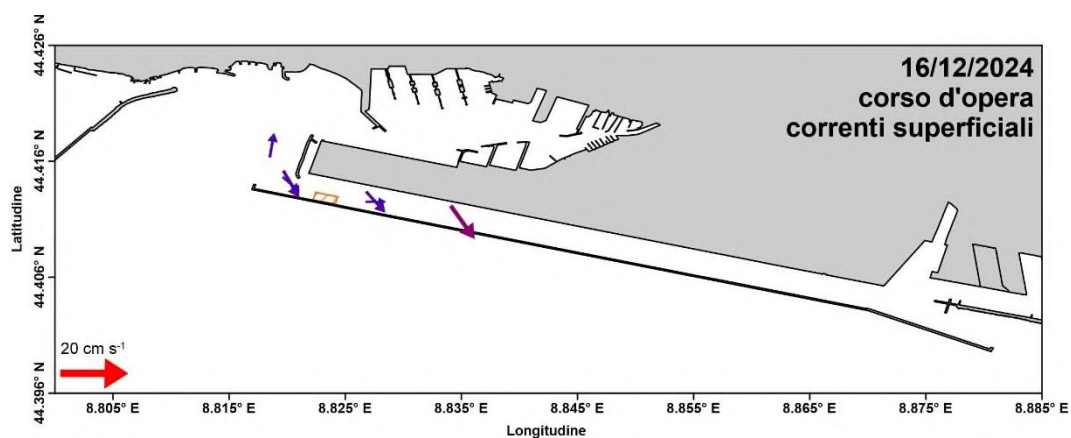 16/12/2024
corso d'opera
correnti superficiali
44.426° N
44.416° N
44.406° N
44.396° N
Latitudine
20 cm s⁻¹
8.805° E 8.815° E 8.825° E 8.835° E 8.845° E 8.855° E 8.865° E 8.875° E 8.885° E
Longitudine